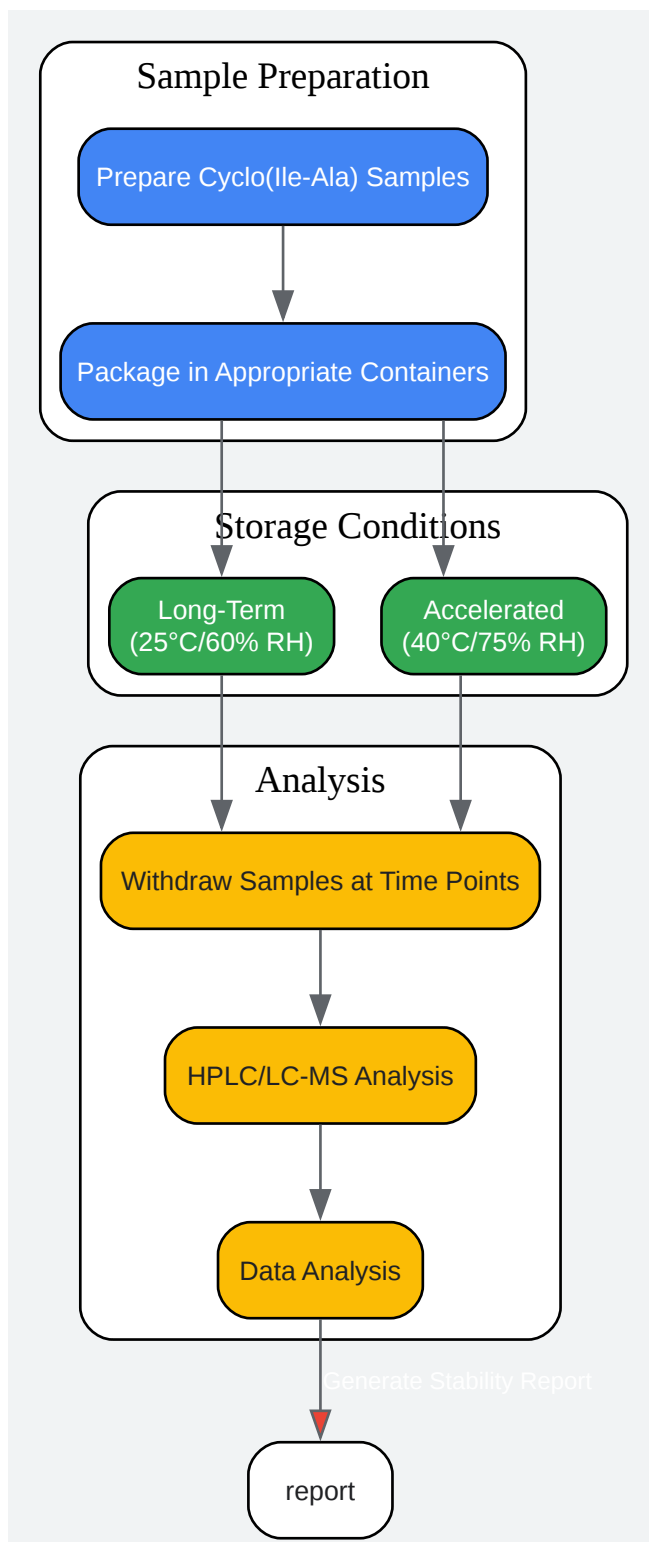 Sample Preparation
Prepare Cyclo(Ile-Ala) Samples
Package in Appropriate Containers
Storage Conditions
Long-Term
(25°C/60% RH)
Accelerated
(40°C/75% RH)
Analysis
Withdraw Samples at Time Points
HPLC/LC-MS Analysis
Data Analysis
Generate Stability Report
report